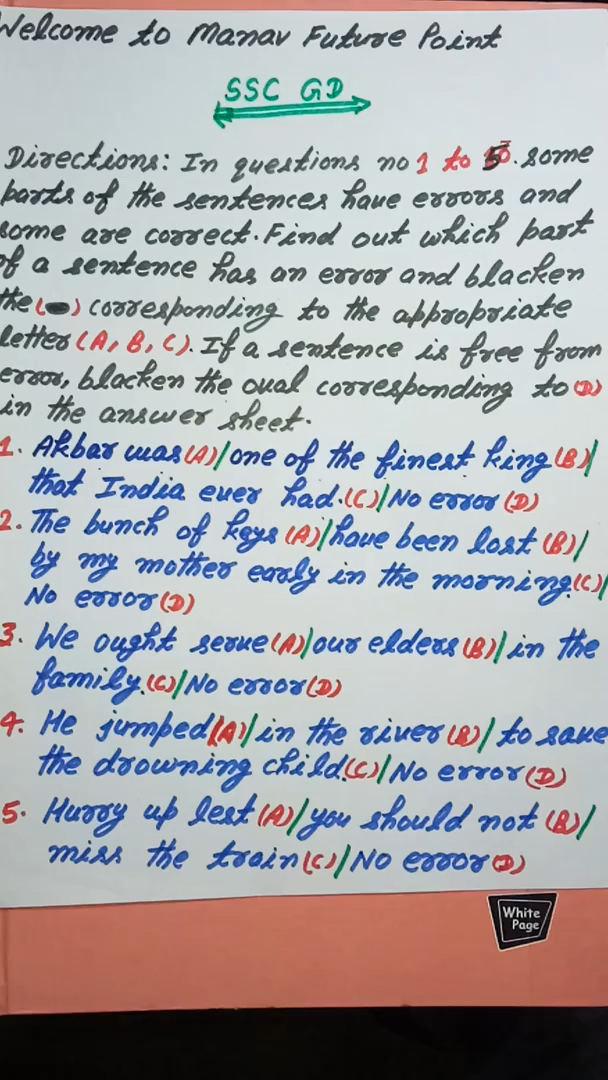 Welcome to Manav Future Point
SSC GD
Directions: In questions no 1 to 5. some
parts of the sentences have errors and
some are correct. Find out which part
of a sentence has an error and blacken
the ( ) corresponding to the appropriate
letter (A, B, C). If a sentence is free from
error, blacken the oval corresponding to (D)
in the answer sheet.
1. Akbar was (A)/one of the finest king (B)/
that India ever had. (C)/No error (D)
2. The bunch of keys (A)/have been lost (B)/
by my mother early in the morning. (C)/
No error (D)
3. We ought serve (A)/our elders (B)/in the
family. (C)/No error (D)
4. He jumped (A)/in the river (B)/to save
the drowning child. (C)/No error (D)
5. Hurry up lest (A)/you should not (B)/
miss the train (C)/No error (D)
White
Page